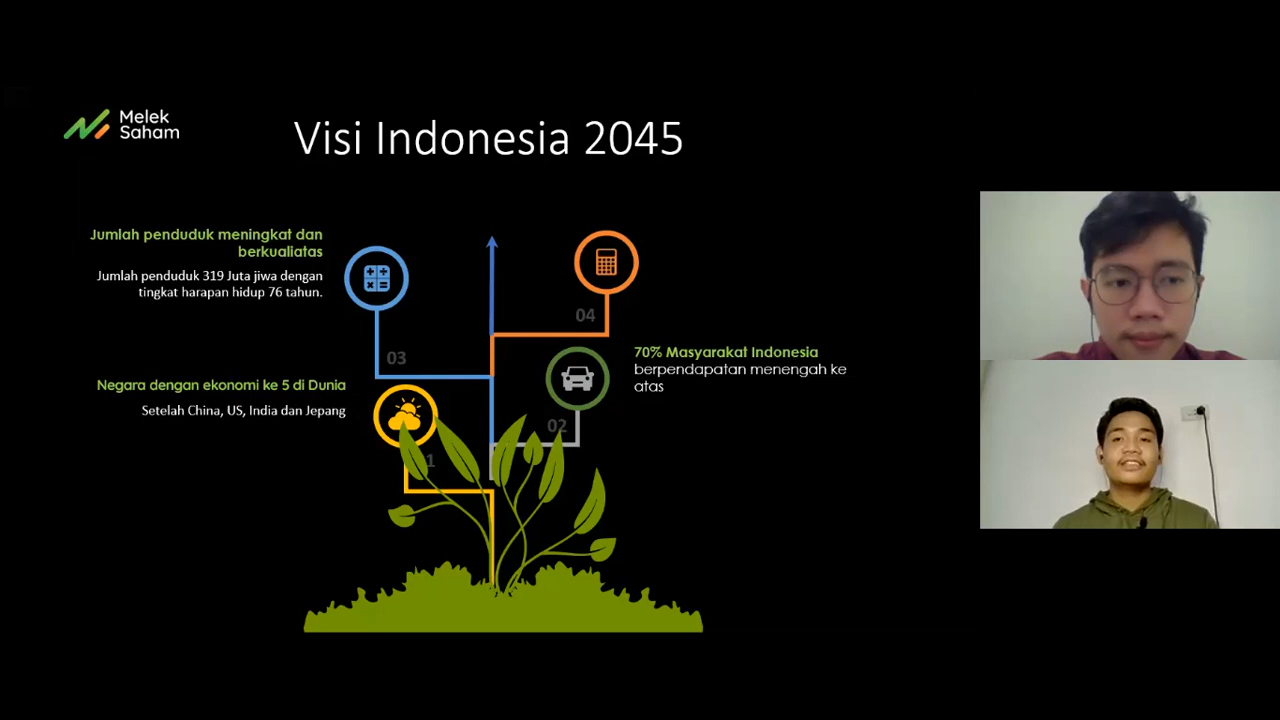 Melek
Saham
Visi Indonesia 2045
Jumlah penduduk meningkat dan
berkualiatas
Jumlah penduduk 319 Juta jiwa dengan
tingkat harapan hidup 76 tahun.
03
04
70% Masyarakat Indonesia
berpendapatan menengah ke
atas
02
Negara dengan ekonomi ke 5 di Dunia
Setelah China, US, India dan Jepang
1